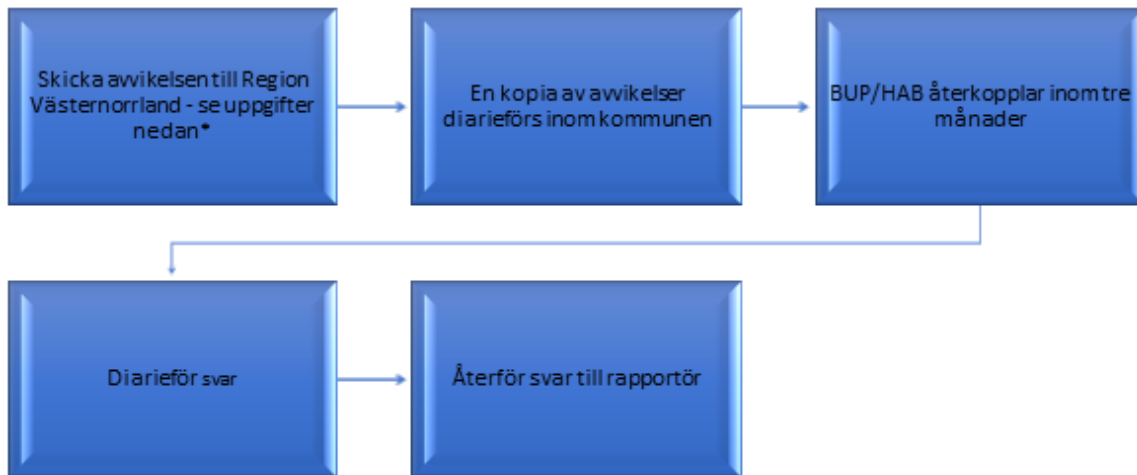 Skicka avvikelsen till Region
Västernorrland - se uppgifter
nedan*
En kopia av avvikelser
diarieförs inom kommunen
BUP/HAB återkopplar inom tre
månader
Diarieför svar
Återför svar till rapportör